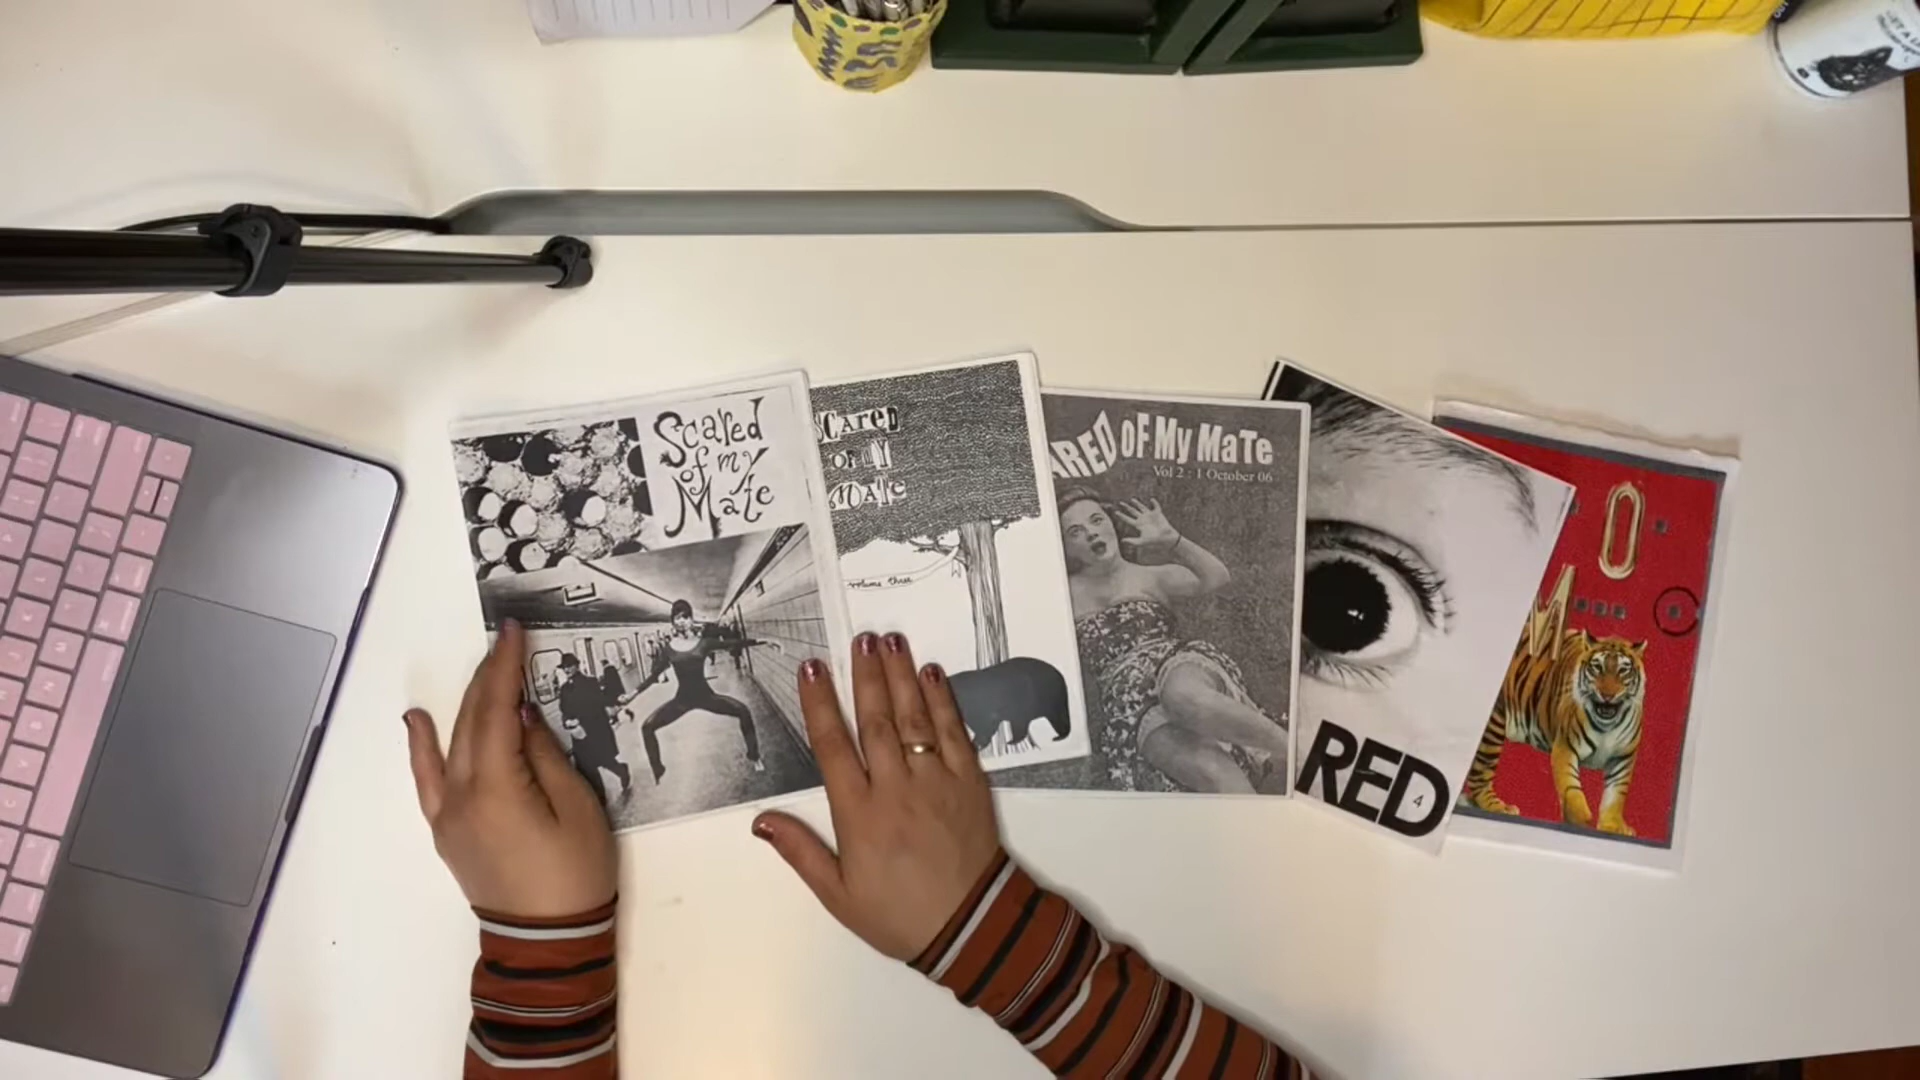 Scared
of my
Mate
SCARED
OF MY
MATE
volume three
ARED OF My MaTe
Vol 2 : 1 October 06
RED
4
O
M